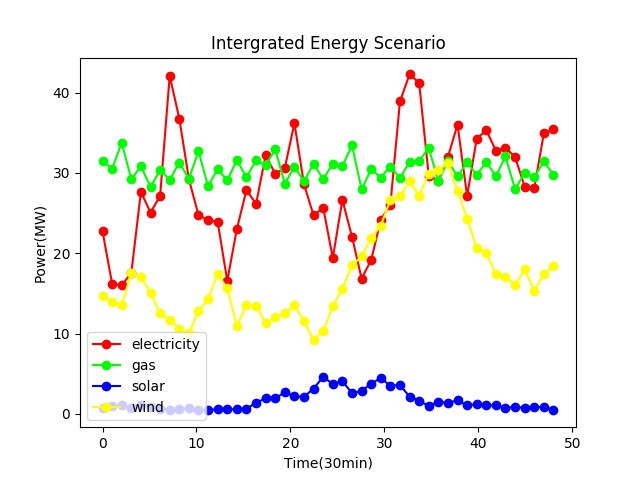 Intergrated Energy Scenario
Power(MW)
40
30
20
10
0
electricity
gas
solar
wind
0 10 20 30 40 50
Time(30min)